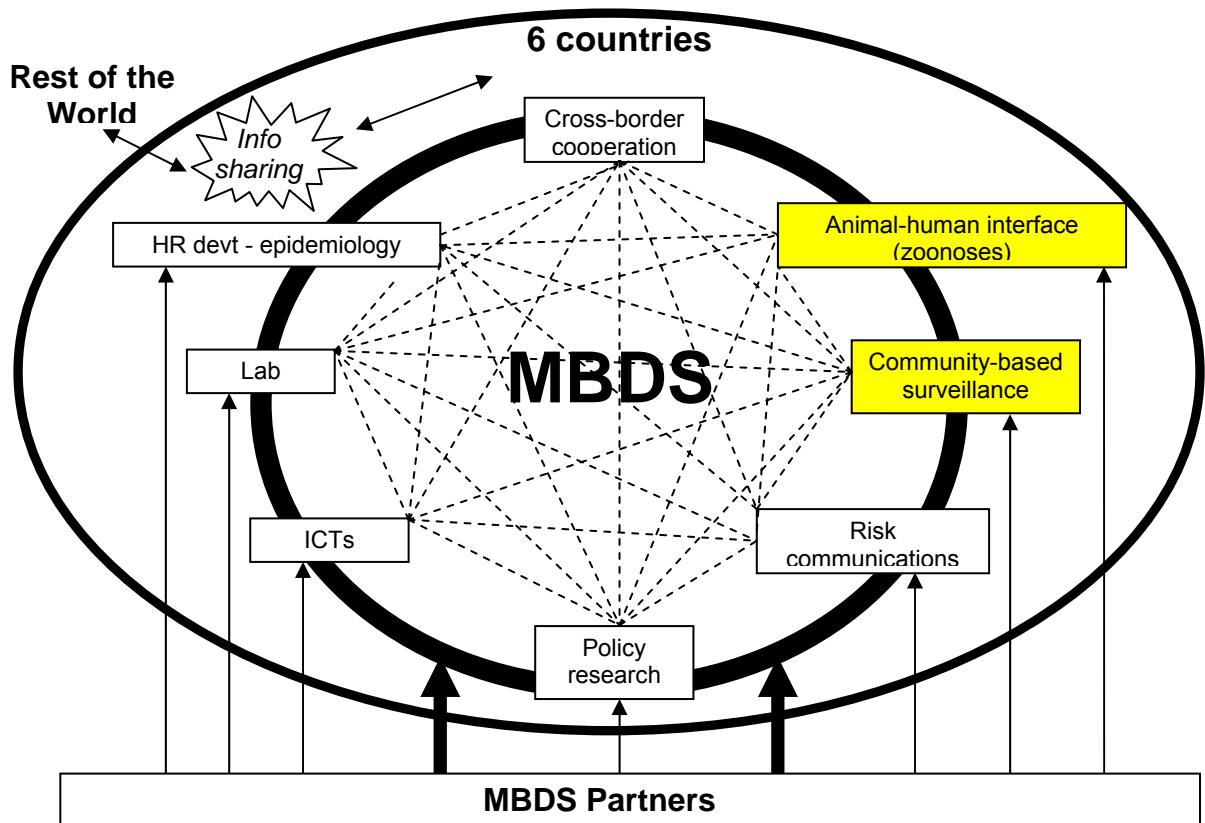 6 countries
Rest of the
World
Info
sharing
Cross-border
cooperation
HR devt - epidemiology
Animal-human interface
(zoonoses)
Lab
MBDS
Community-based
surveillance
ICTs
Risk
communications
Policy
research
MBDS Partners